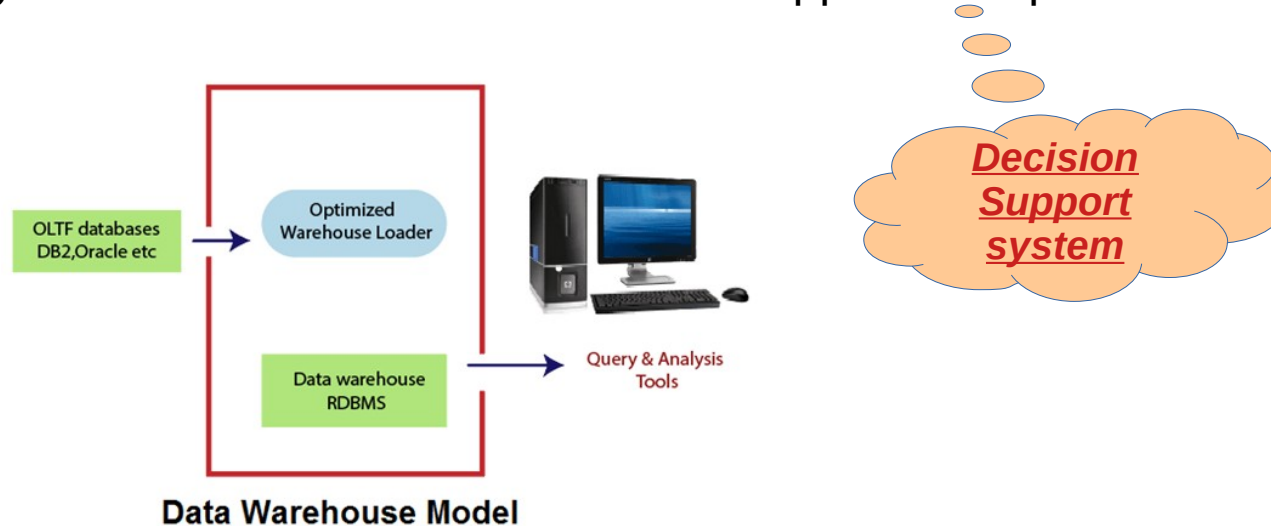 Decision
Support
system
Optimized
Warehouse Loader
OLTF databases
DB2,Oracle etc
Query & Analysis
Tools
Data warehouse
RDBMS
Data Warehouse Model